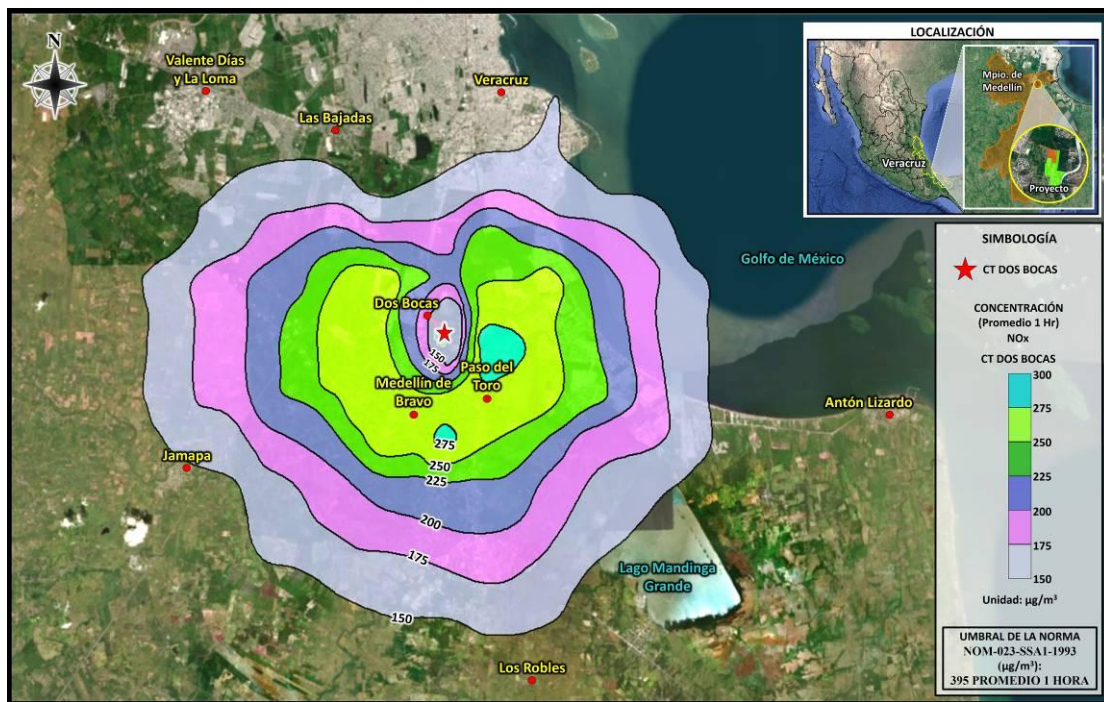 N
Valente Días
y La Loma
Veracruz
Las Bajadas
Dos Bocas
150
175
Paso del
Toro
Medellín de
Bravo
275
250
225
200
175
150
Jamapa
Antón Lizardo
Golfo de México
Lago Mandinga
Grande
Los Robles
LOCALIZACIÓN
Mpio. de
Medellín
Veracruz
Proyecto
SIMBOLOGÍA
CT DOS BOCAS
CONCENTRACIÓN
(Promedio 1 Hr)
NOx
CT DOS BOCAS
300
275
250
225
200
175
150
Unidad: µg/m³
UMBRAL DE LA NORMA
NOM-023-SSA1-1993
(µg/m³):
395 PROMEDIO 1 HORA